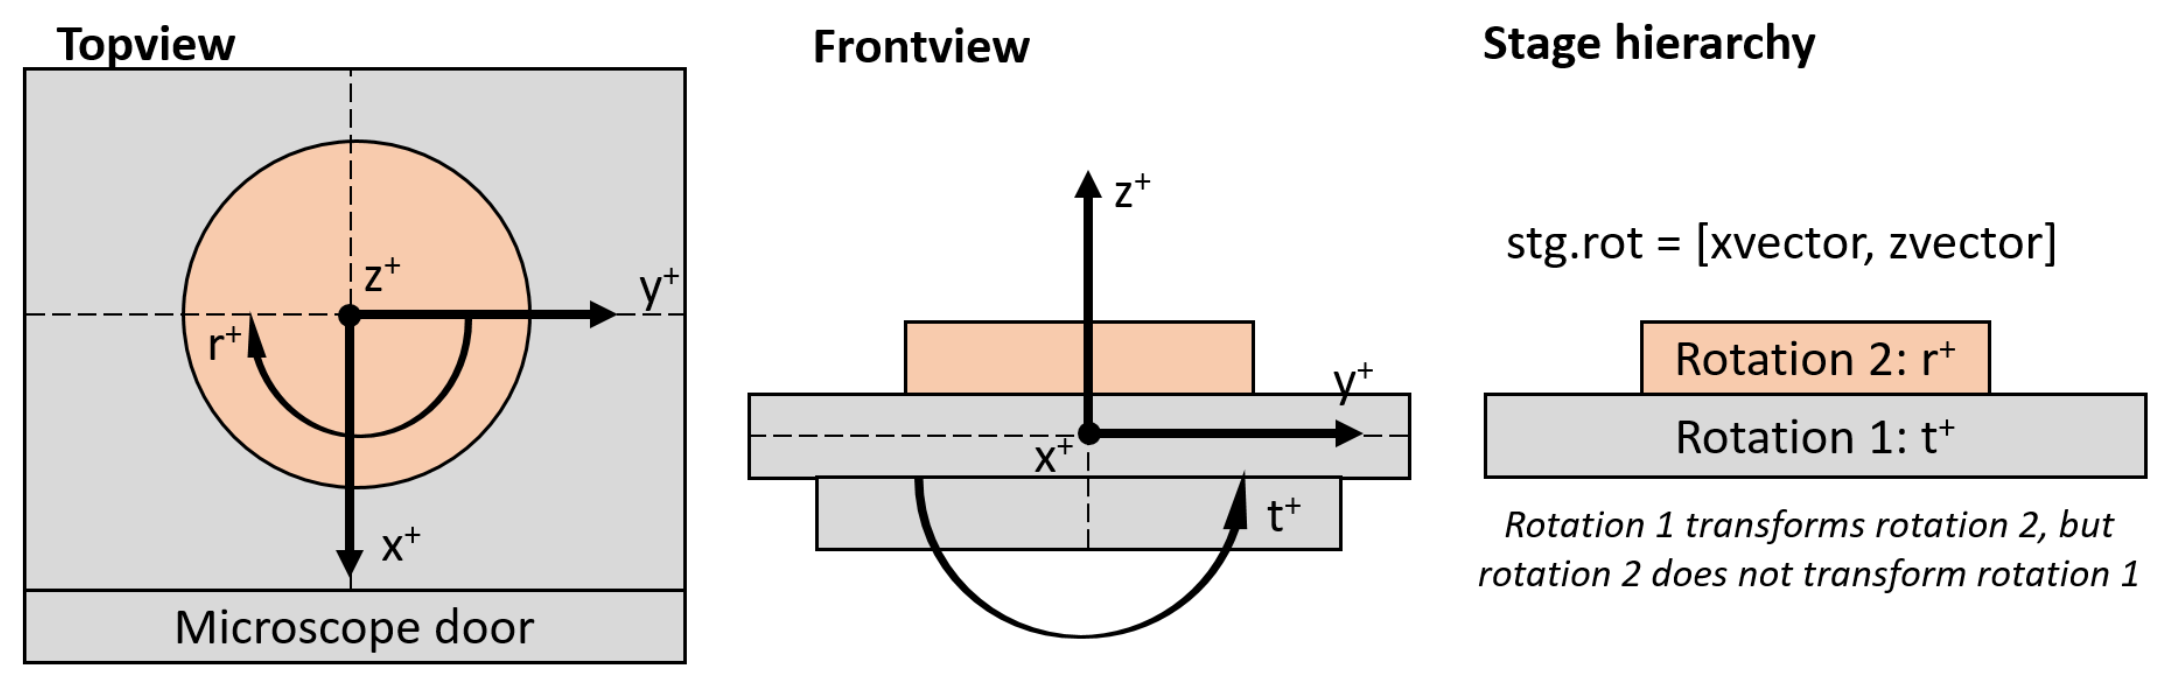 Topview
z⁺
y⁺
r⁺
x⁺
Microscope door
Frontview
z⁺
y⁺
x⁺
t⁺
Stage hierarchy
stg.rot = [xvector, zvector]
Rotation 2: r⁺
Rotation 1: t⁺
Rotation 1 transforms rotation 2, but
rotation 2 does not transform rotation 1